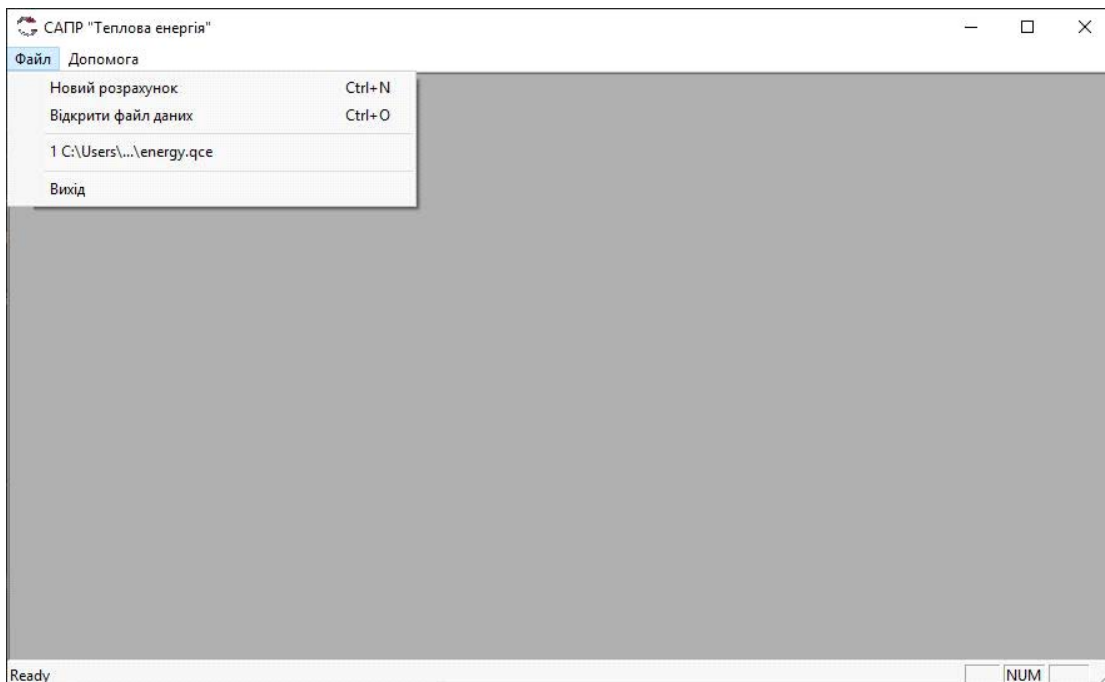 САПР "Теплова енергія"
Файл Допомога
Новий розрахунок Ctrl+N
Відкрити файл даних Ctrl+O
1 C:\Users\...\energy.qce
Вихід
Ready NUM